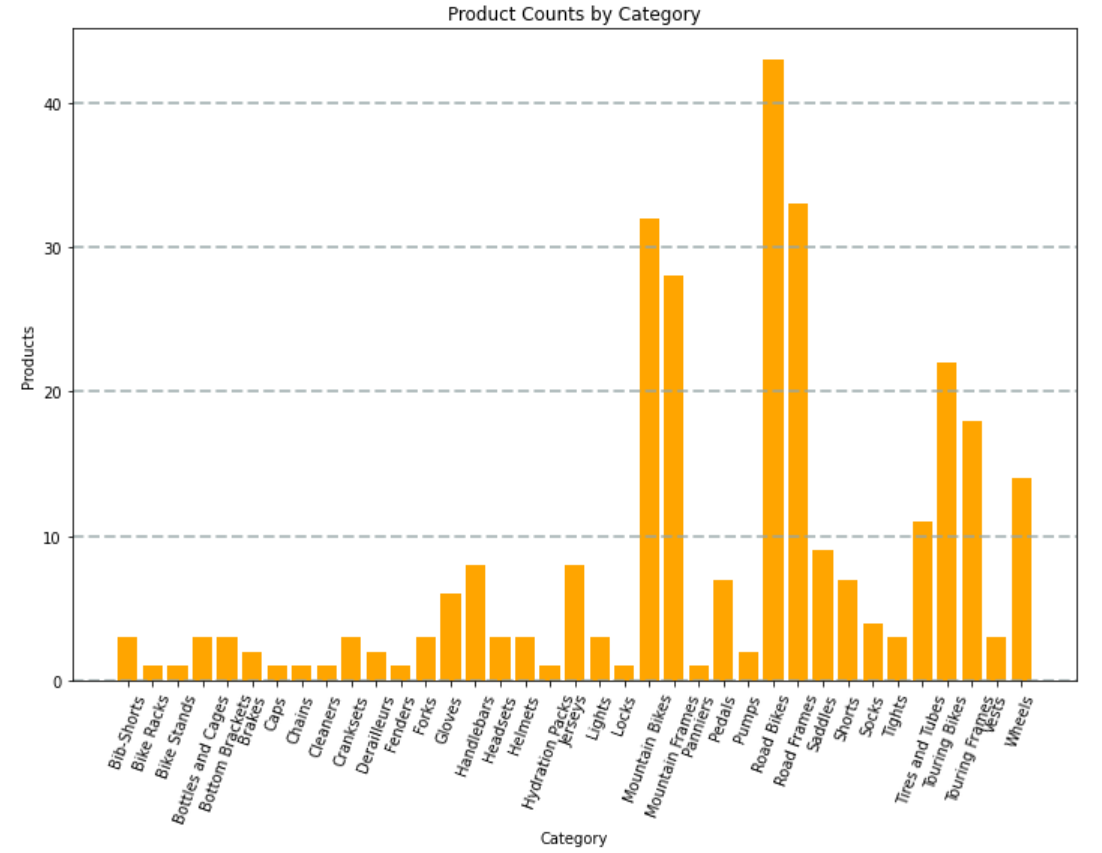 Product Counts by Category
Products
40
30
20
10
0
Bib-Shorts
Bike Racks
Bike Stands
Bottles and Cages
Bottom Brackets
Brakes
Caps
Chains
Cleaners
Cranksets
Derailleurs
Fenders
Forks
Gloves
Handlebars
Headsets
Helmets
Hydration Packs
Jerseys
Lights
Locks
Mountain Bikes
Mountain Frames
Panniers
Pedals
Pumps
Road Bikes
Road Frames
Saddles
Shorts
Socks
Tights
Tires and Tubes
Touring Bikes
Touring Frames
Vests
Wheels
Category